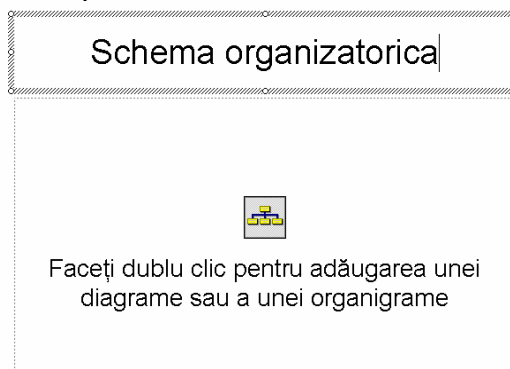 Schema organizatorica
Faceți dublu clic pentru adăugarea unei
diagrame sau a unei organigrame